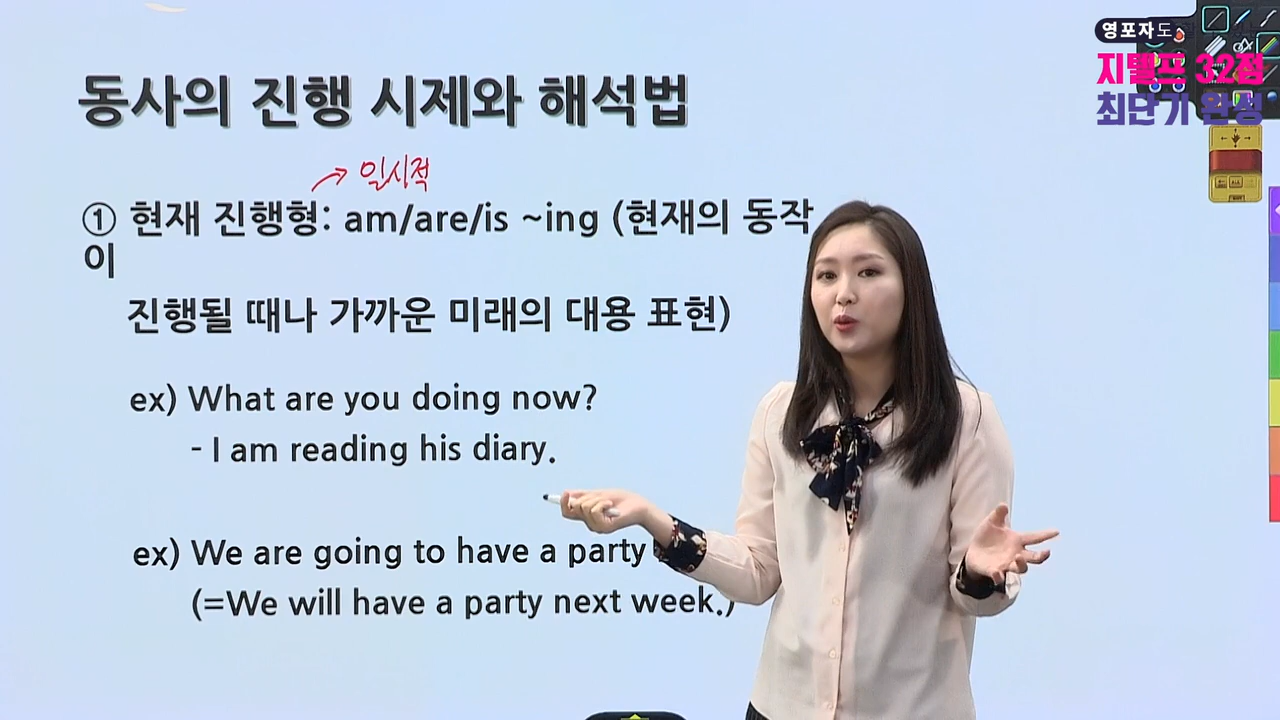 동사의 진행 시제와 해석법
일시적
① 현재 진행형: am/are/is ~ing (현재의 동작
이
진행될 때나 가까운 미래의 대용 표현)
ex) What are you doing now?
- I am reading his diary.
ex) We are going to have a party
(=We will have a party next week.)
영포자도
지텔프 32점
최단기 완성